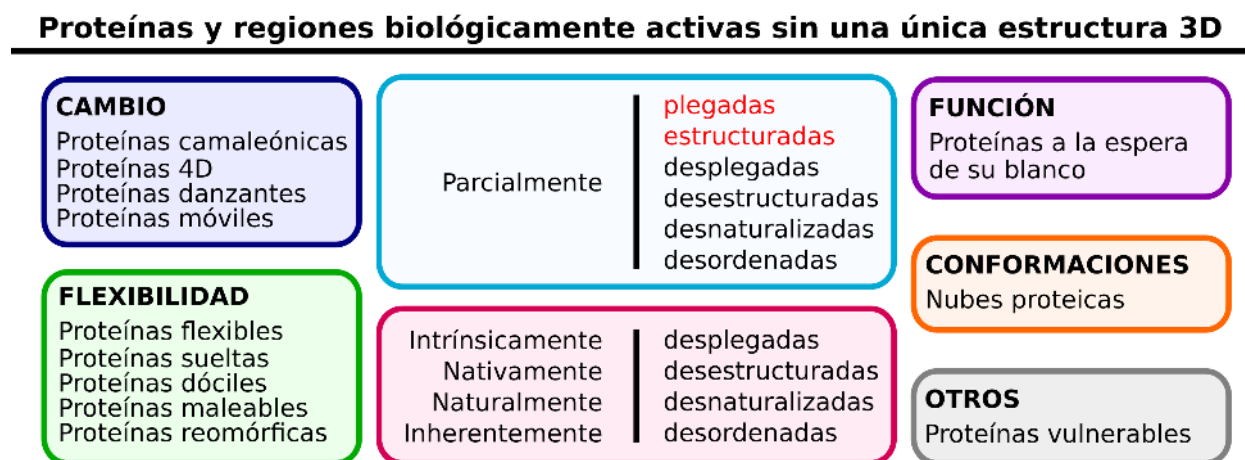 Proteínas y regiones biológicamente activas sin una única estructura 3D
CAMBIO
Proteínas camaleónicas
Proteínas 4D
Proteínas danzantes
Proteínas móviles
FLEXIBILIDAD
Proteínas flexibles
Proteínas sueltas
Proteínas dóciles
Proteínas maleables
Proteínas reomórficas
Parcialmente
plegadas
estructuradas
desplegadas
desestructuradas
desnaturalizadas
desordenadas
Intrínsicamente
Nativamente
Naturalmente
Inherentemente
desplegadas
desestructuradas
desnaturalizadas
desordenadas
FUNCIÓN
Proteínas a la espera
de su blanco
CONFORMACIONES
Nubes proteicas
OTROS
Proteínas vulnerables